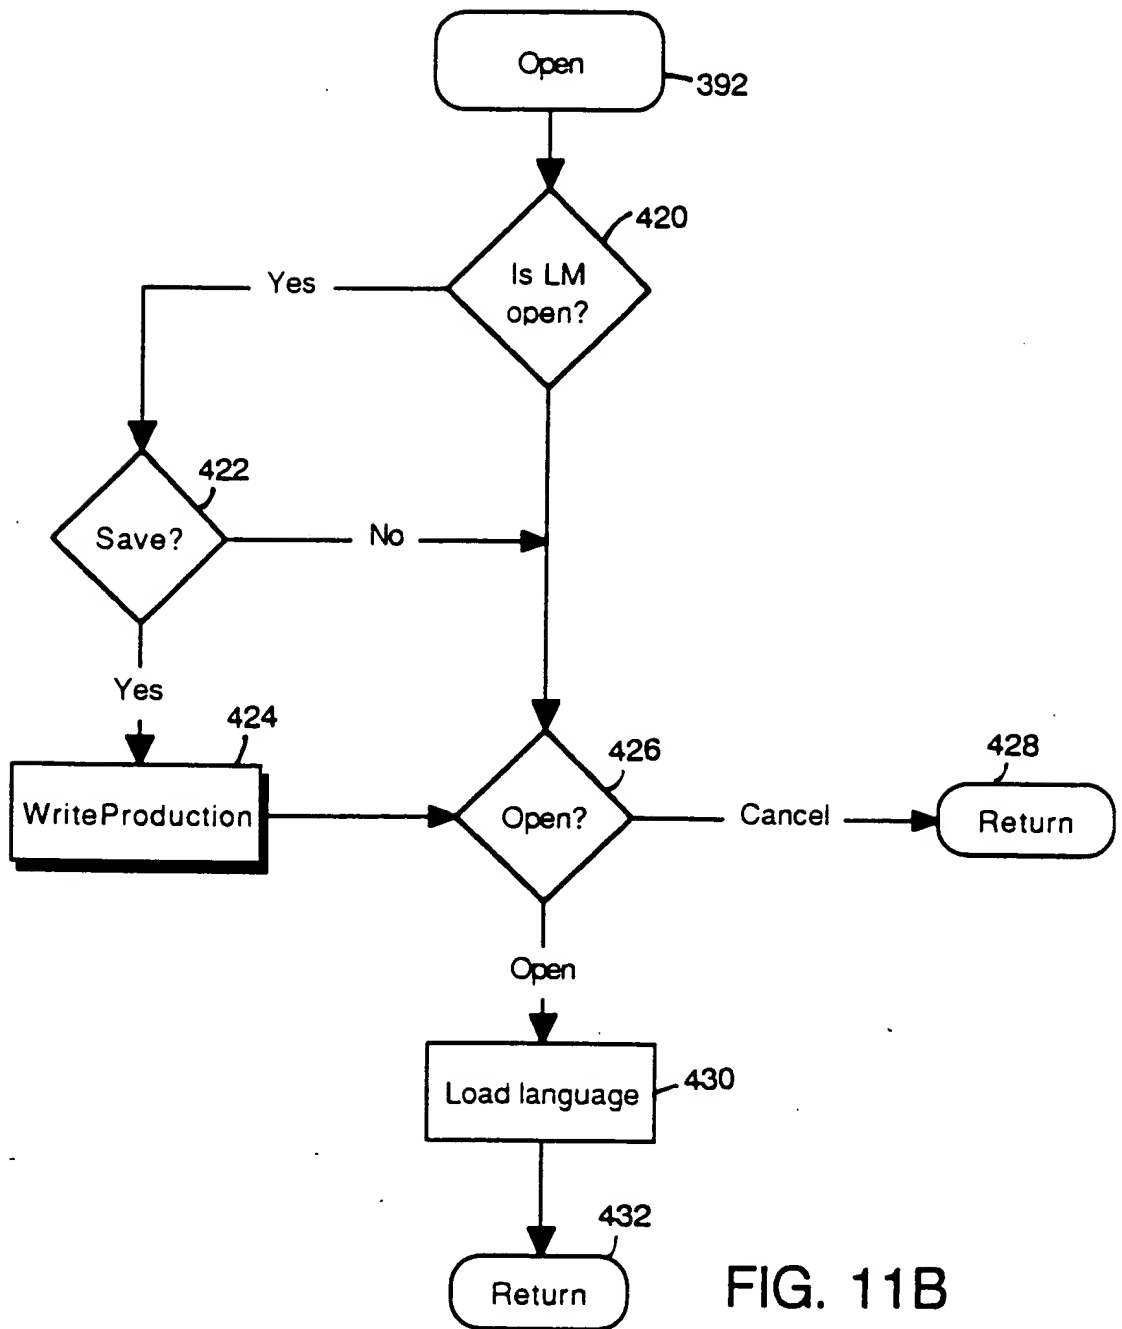 Open
392
420
Is LM
open?
Yes
422
Save?
No
Yes
424
WriteProduction
426
Open?
Cancel
428
Return
Open
Load language
430
432
Return
FIG. 11B